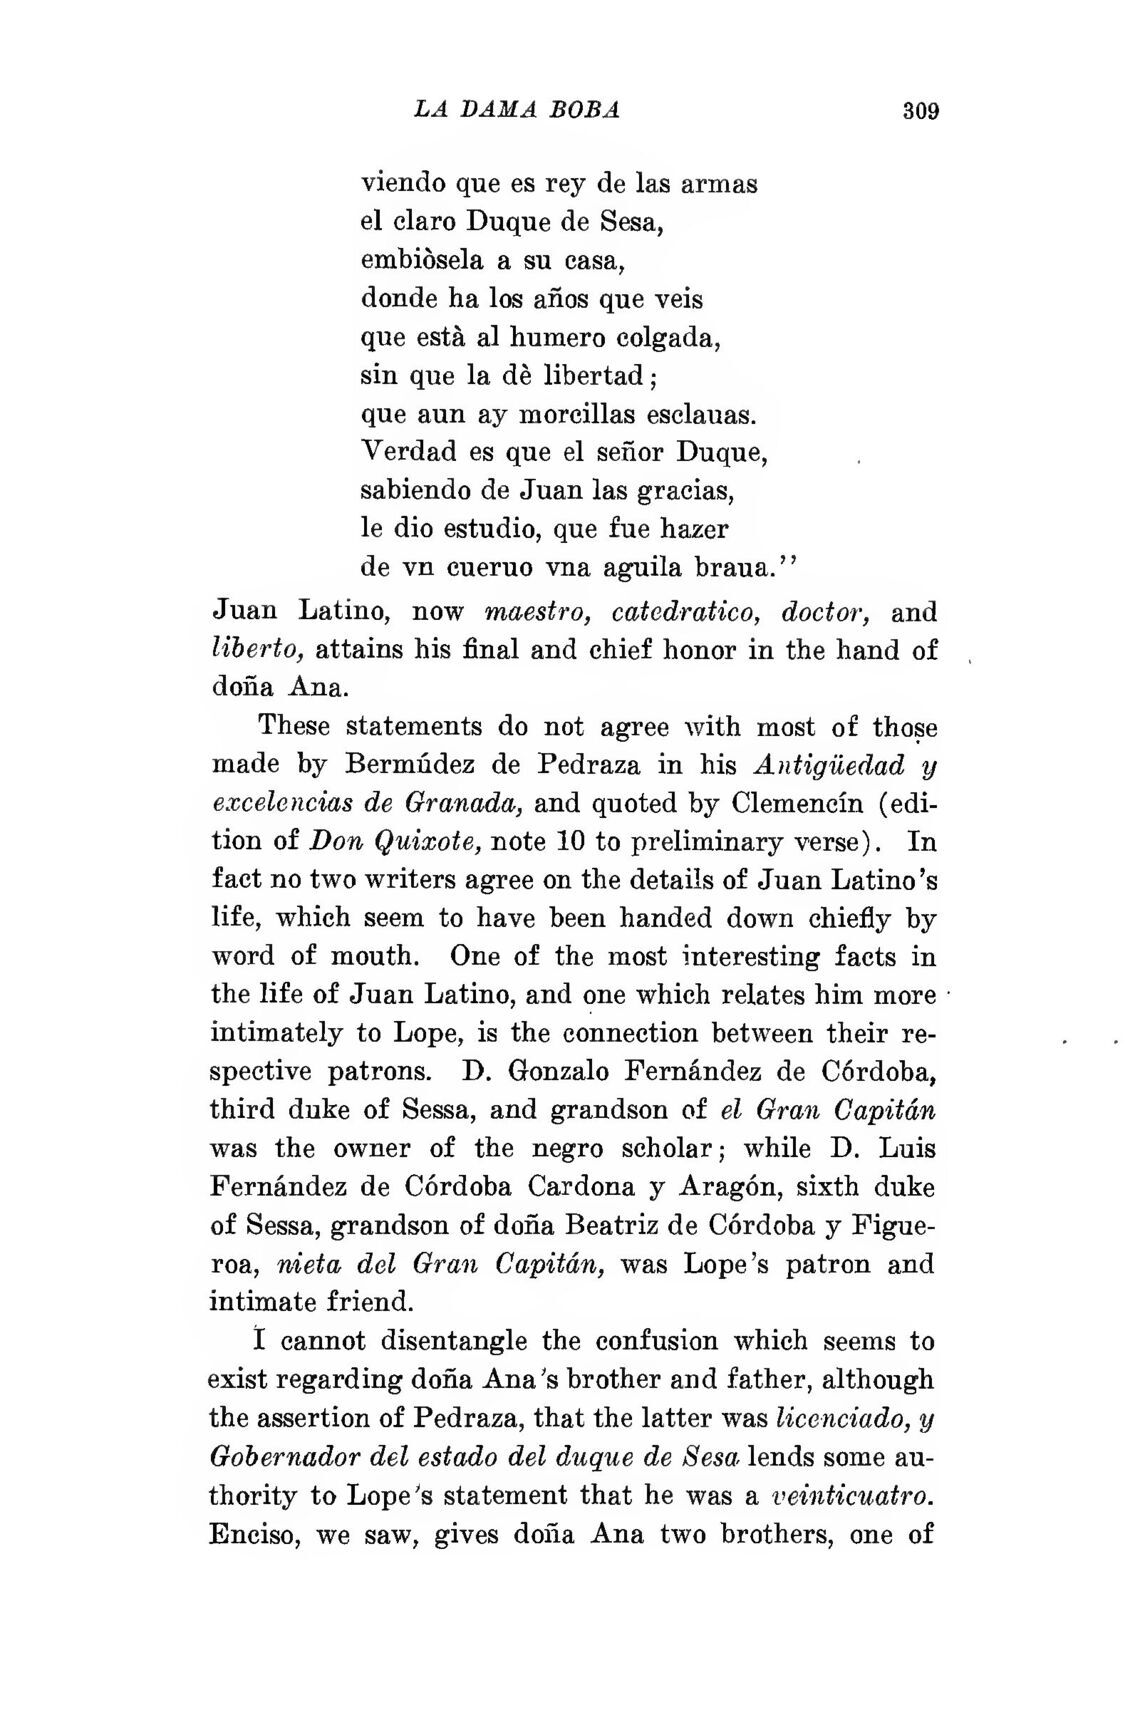 LA DAMA BOBA 309
viendo que es rey de las armas
el claro Duque de Sesa,
embiòsela a su casa,
donde ha los años que veis
que està al humero colgada,
sin que la dè libertad;
que aun ay morcillas esclauas.
Verdad es que el señor Duque,
sabiendo de Juan las gracias,
le dio estudio, que fue hazer
de vn cueruo vna aguila braua.''
Juan Latino, now maestro, catedratico, doctor, and
liberto, attains his final and chief honor in the hand of
doña Ana.
These statements do not agree with most of those
made by Bermúdez de Pedraza in his Antigüedad y
excelencias de Granada, and quoted by Clemencín (edi-
tion of Don Quixote, note 10 to preliminary verse). In
fact no two writers agree on the details of Juan Latino's
life, which seem to have been handed down chiefly by
word of mouth. One of the most interesting facts in
the life of Juan Latino, and one which relates him more
intimately to Lope, is the connection between their re-
spective patrons. D. Gonzalo Fernández de Córdoba,
third duke of Sessa, and grandson of el Gran Capitán
was the owner of the negro scholar; while D. Luis
Fernández de Córdoba Cardona y Aragón, sixth duke
of Sessa, grandson of doña Beatriz de Córdoba y Figue-
roa, nieta del Gran Capitán, was Lope's patron and
intimate friend.
I cannot disentangle the confusion which seems to
exist regarding doña Ana's brother and father, although
the assertion of Pedraza, that the latter was licenciado, y
Gobernador del estado del duque de Sesa lends some au-
thority to Lope's statement that he was a veinticuatro.
Enciso, we saw, gives doña Ana two brothers, one of